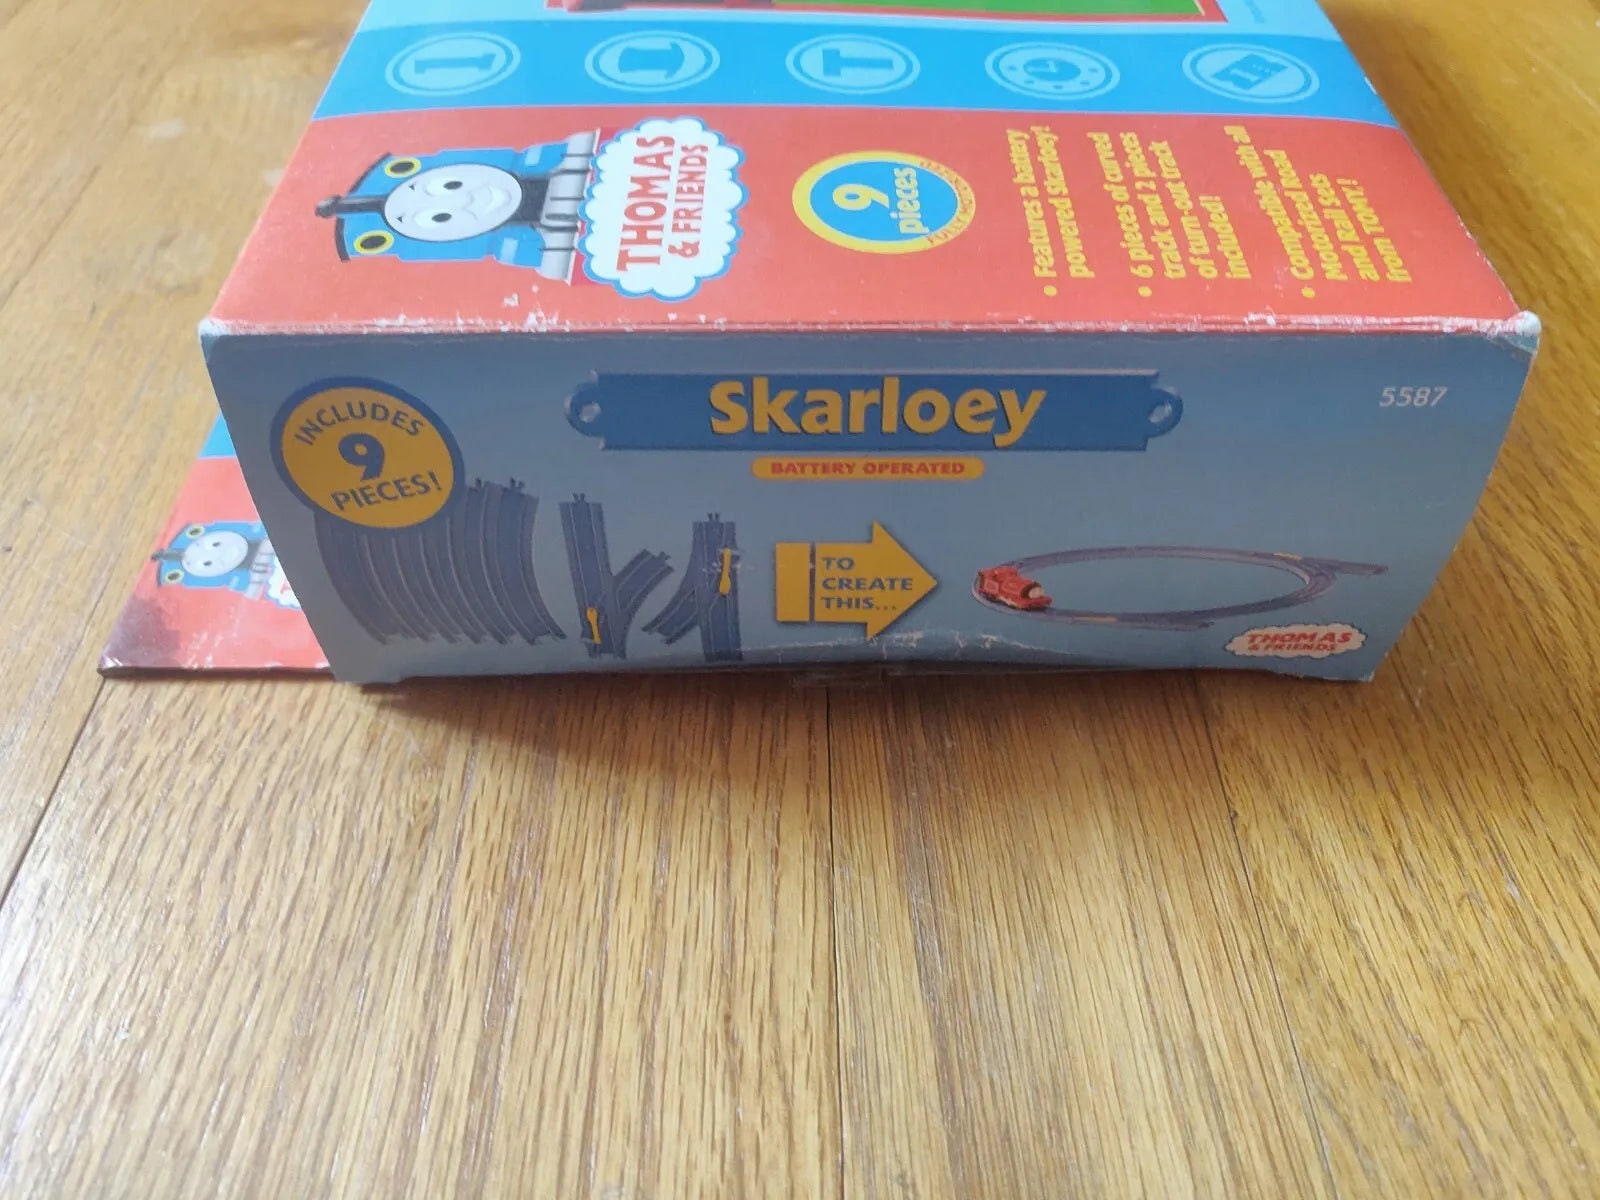 THOMAS
& FRIENDS
9
pieces
• Features a battery
powered Skarloey!
• 6 pieces of curved
track and 2 pieces
of turn-out track
included!
• Compatible with all
Motorized Road
and Rail Sets
from TOMY!
INCLUDES
9
PIECES!
Skarloey
BATTERY OPERATED
5587
TO
CREATE
THIS...
THOMAS
& FRIENDS